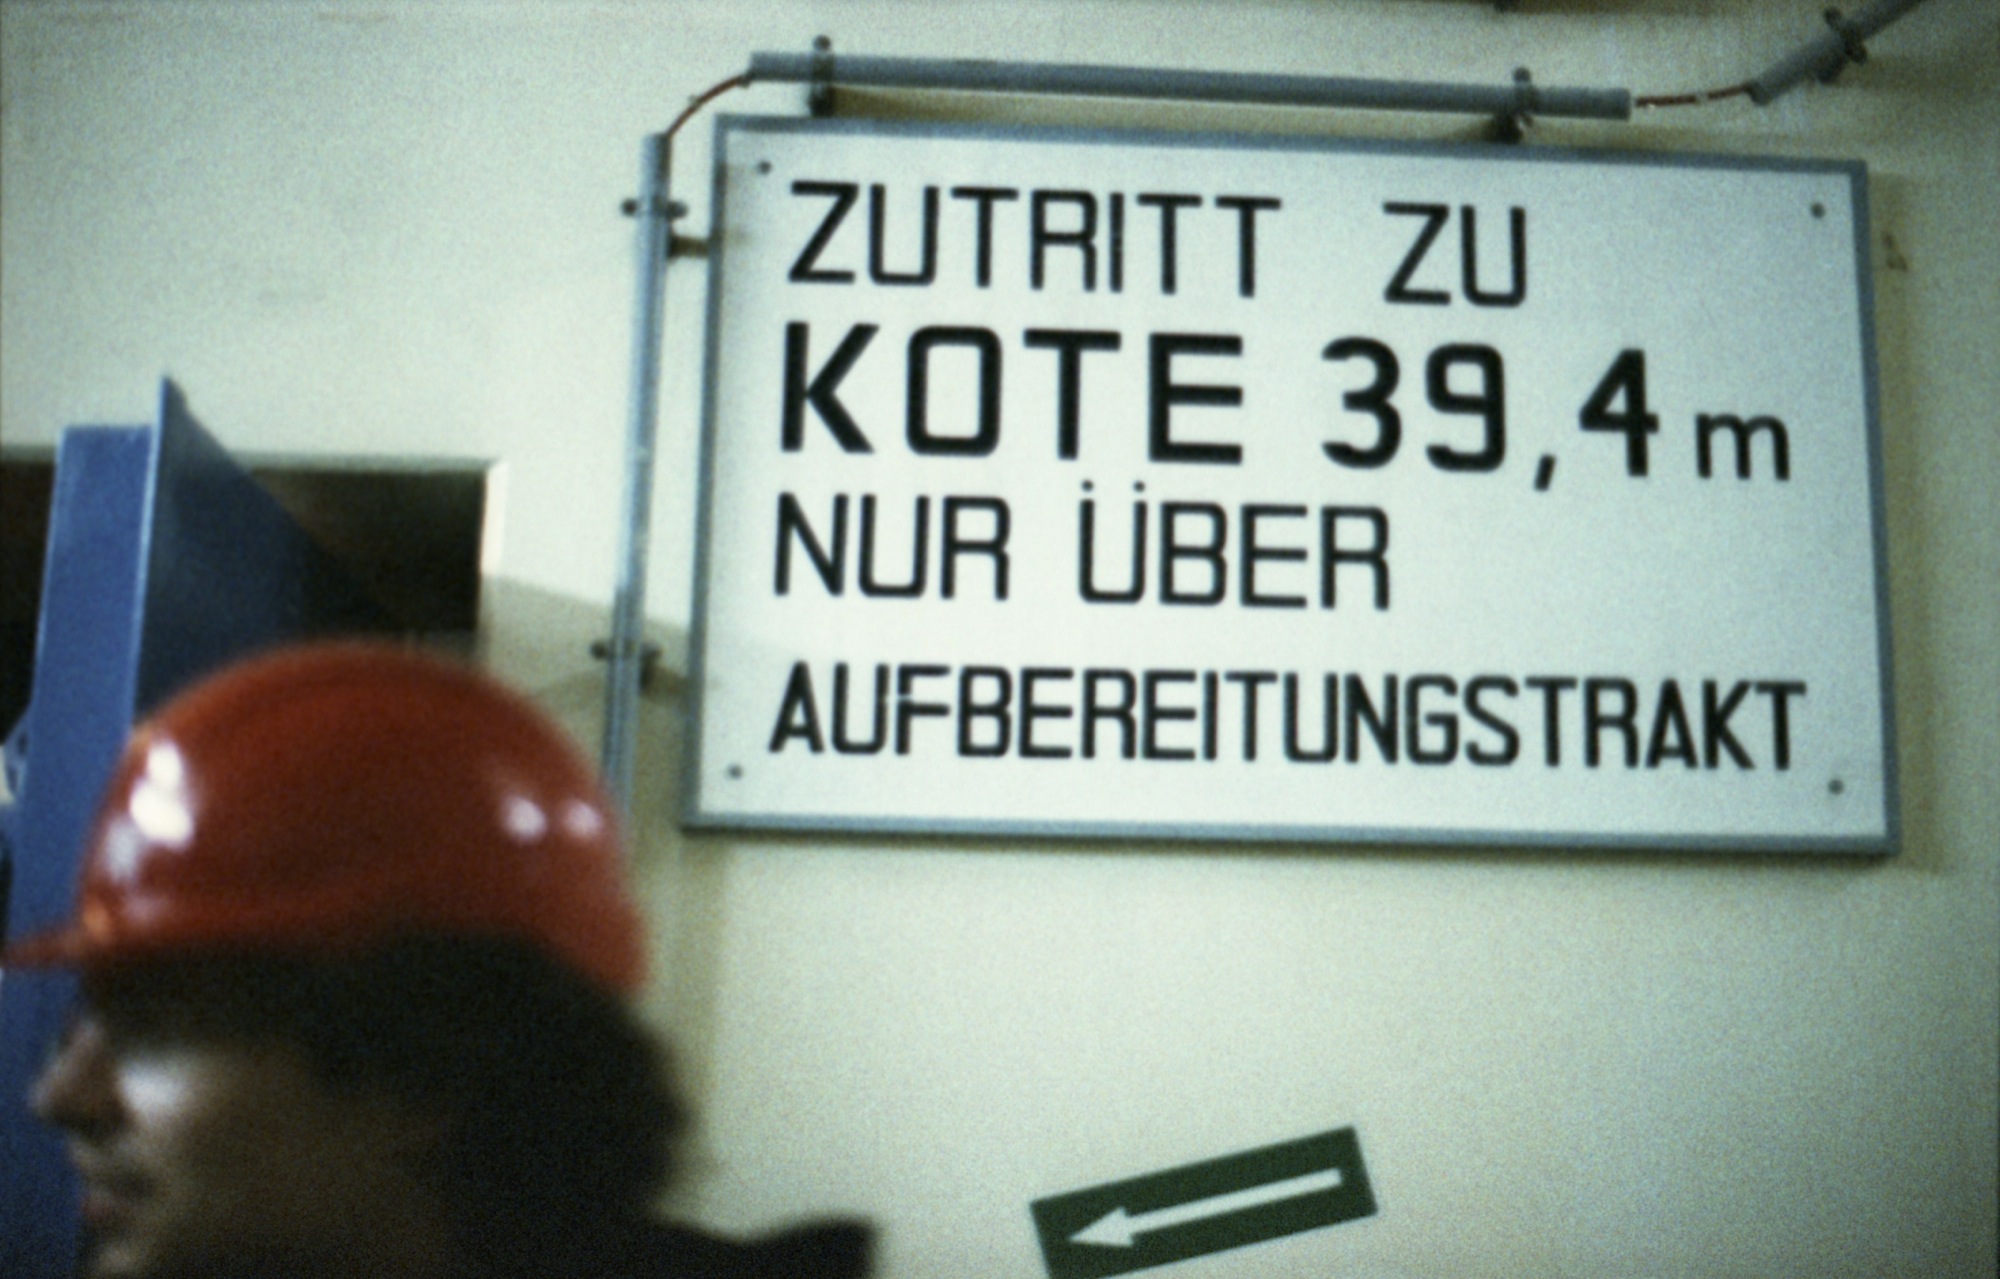 ZUTRITT ZU
KOTE 39,4 m
NUR ÜBER
AUFBEREITUNGSTRAKT